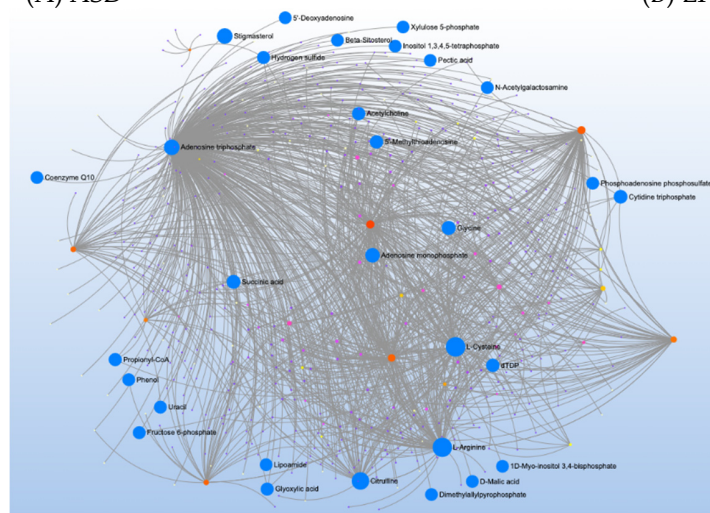 5'-Deoxyadenosine
Xylulose 5-phosphate
Stigmasterol
Beta-Sitosterol
Inositol 1,3,4,5-tetraphosphate
Hydrogen sulfide
Pectic acid
N-Acetylgalactosamine
Acetylcholine
5'-Methylthioadenosine
Adenosine triphosphate
Coenzyme Q10
Phosphoadenosine phosphosulfate
Cytidine triphosphate
Glycine
Adenosine monophosphate
Succinic acid
L-Cysteine
Propionyl-CoA
dTDP
Phenol
Uracil
Fructose 6-phosphate
L-Arginine
Lipoamide
1D-Myo-inositol 3,4-bisphosphate
Citrulline
D-Malic acid
Glyoxylic acid
Dimethylallylpyrophosphate